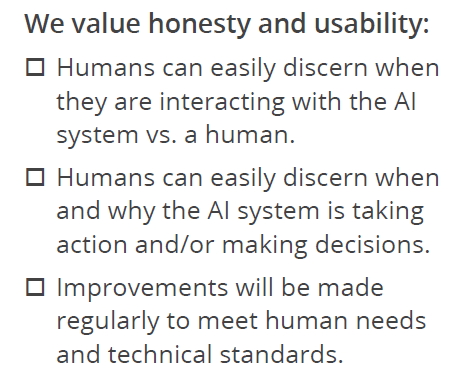 We value honesty and usability:
☐ Humans can easily discern when
they are interacting with the AI
system vs. a human.
☐ Humans can easily discern when
and why the AI system is taking
action and/or making decisions.
☐ Improvements will be made
regularly to meet human needs
and technical standards.